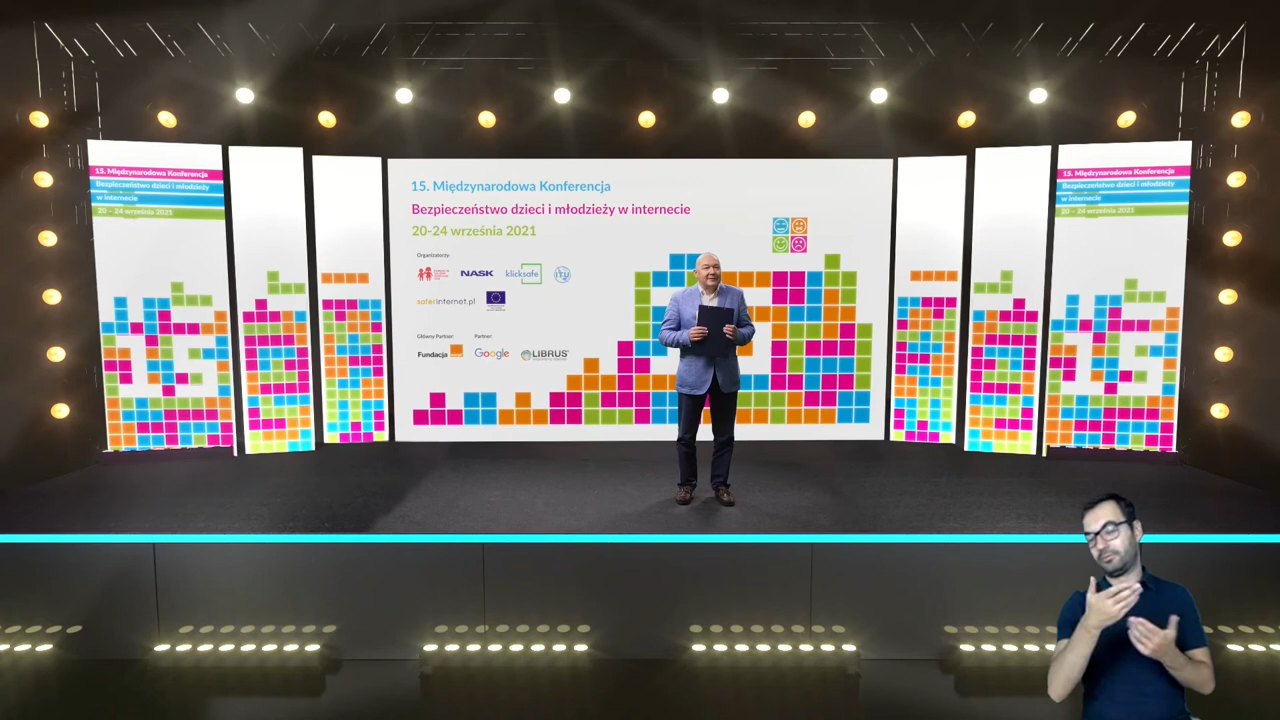 15. Międzynarodowa Konferencja
Bezpieczeństwo dzieci i młodzieży
w internecie
20 – 24 września 2021
15. Międzynarodowa Konferencja
Bezpieczeństwo dzieci i młodzieży w internecie
20-24 września 2021
Organizatorzy:
NASK
klicksafe
ITU
saferinternet.pl
Główny Partner:
Partner:
Fundacja
Google
LIBRUS
15. Międzynarodowa Konferencja
Bezpieczeństwo dzieci i młodzieży
w internecie
20 – 24 września 2021